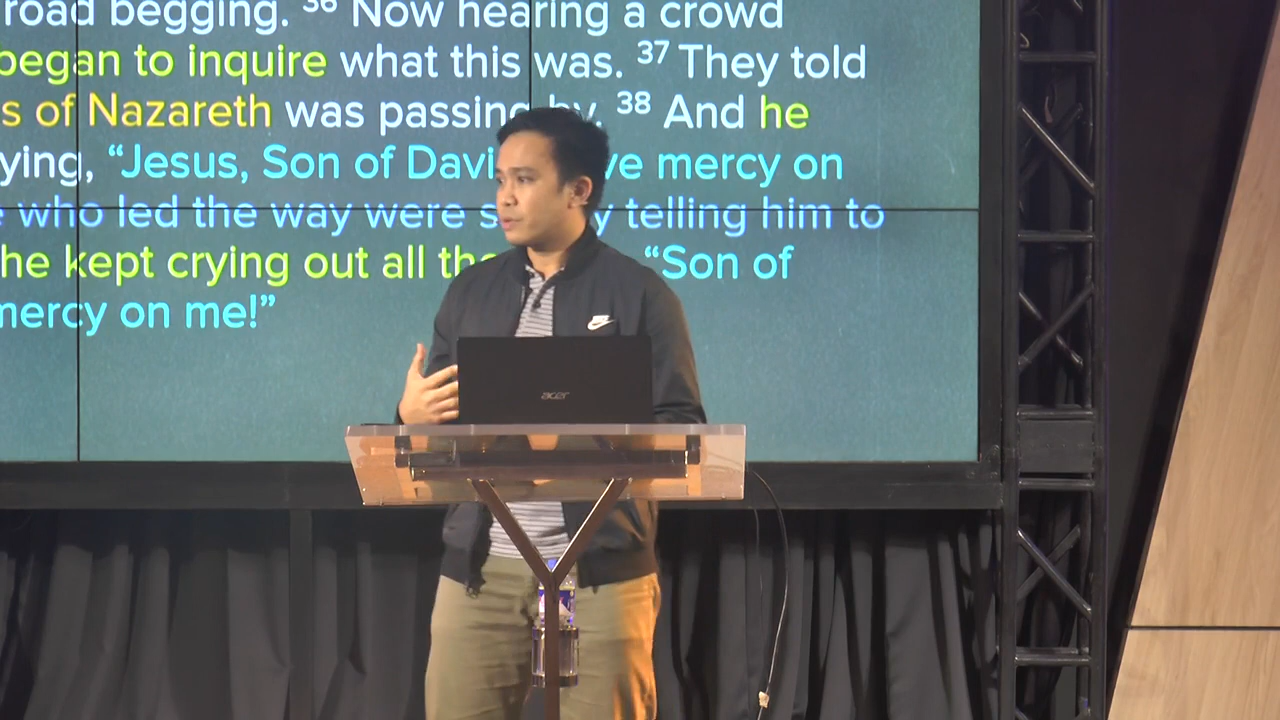 road begging. 36 Now hearing a crowd
began to inquire what this was. 37 They told
s of Nazareth was passing by. 38 And he
ying, “Jesus, Son of Davi ve mercy on
who led the way were s y telling him to
he kept crying out all the “Son of
mercy on me!”
acer